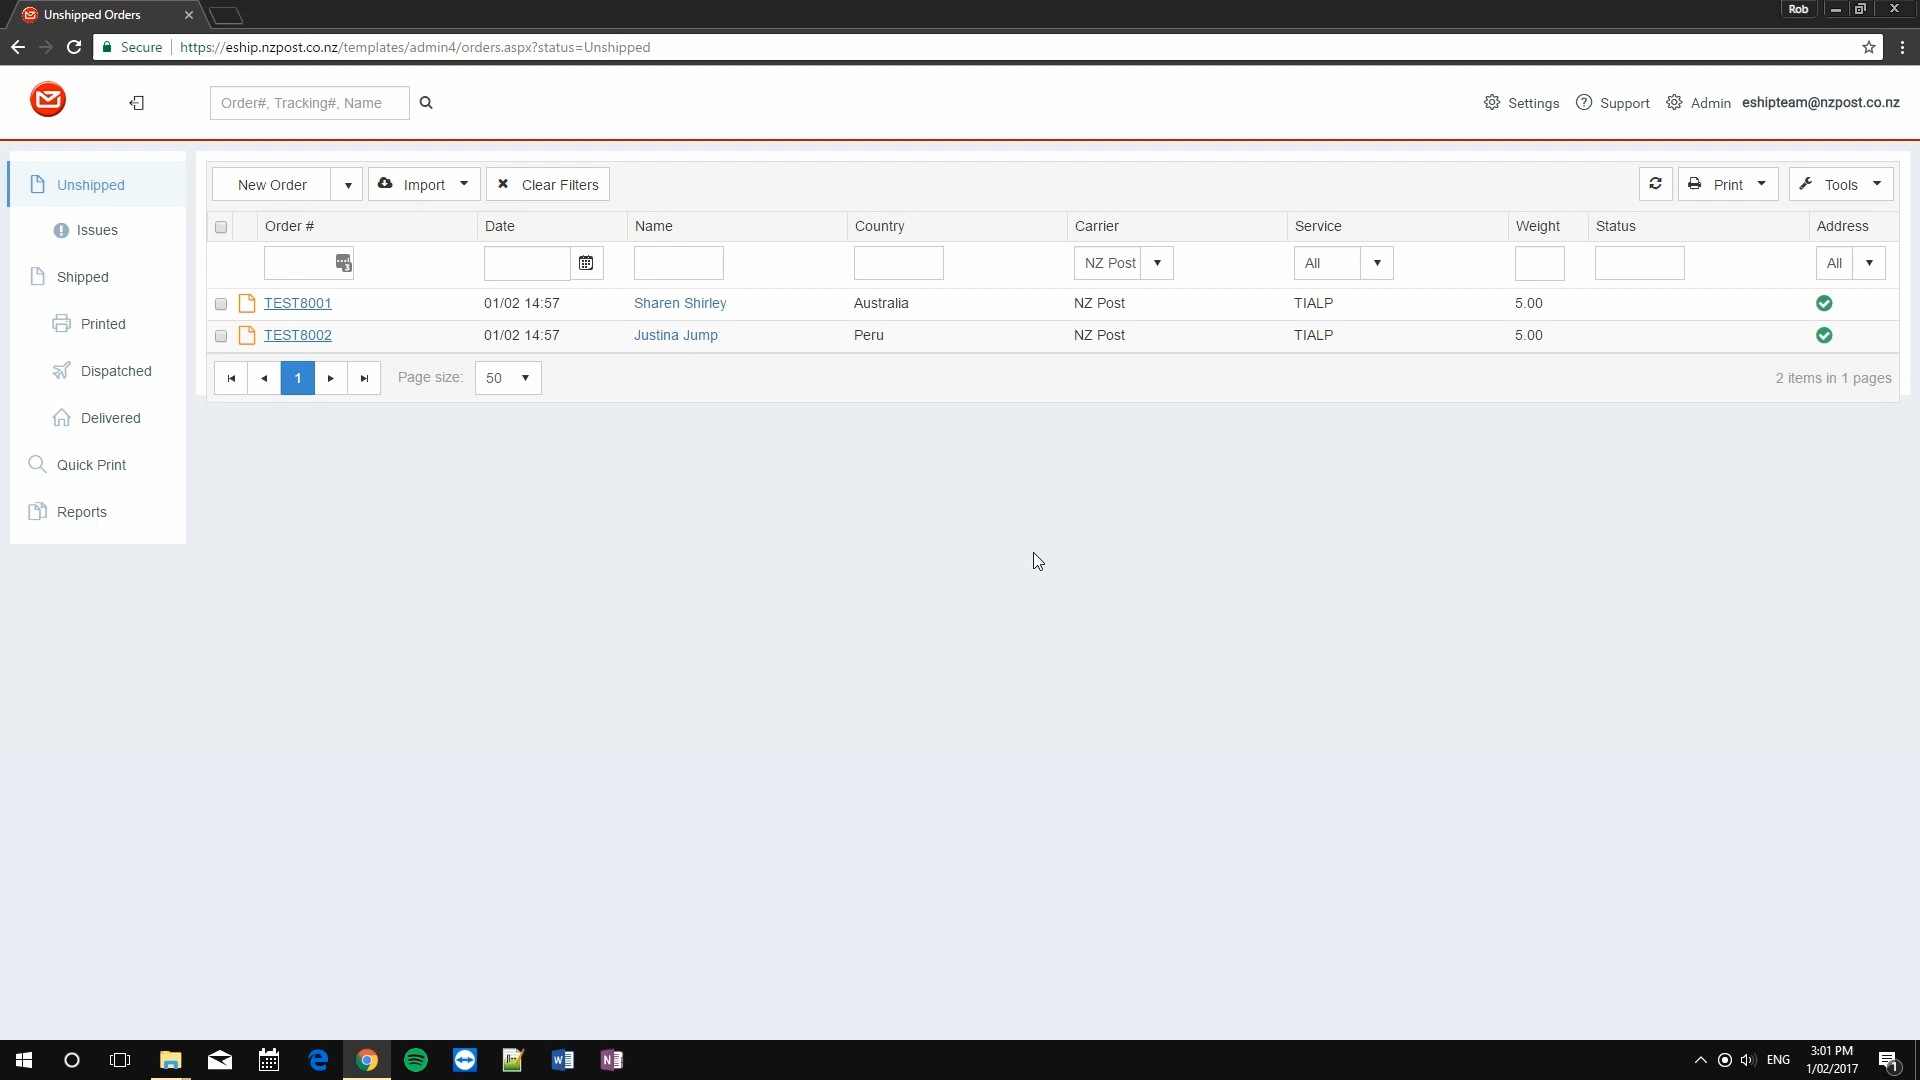 Unshipped Orders
Rob
Secure
https://eship.nzpost.co.nz/templates/admin4/orders.aspx?status=Unshipped
Order#, Tracking#, Name
Settings
Support
Admin
eshipteam@nzpost.co.nz
Unshipped
Issues
Shipped
Printed
Dispatched
Delivered
Quick Print
Reports
New Order
Import
Clear Filters
Print
Tools
Order # Date Name Country Carrier Service Weight Status Address
3 NZ Post All All
TEST8001 01/02 14:57 Sharen Shirley Australia NZ Post TIALP 5.00
TEST8002 01/02 14:57 Justina Jump Peru NZ Post TIALP 5.00
1
Page size: 50
2 items in 1 pages
ENG
3:01 PM
1/02/2017
1